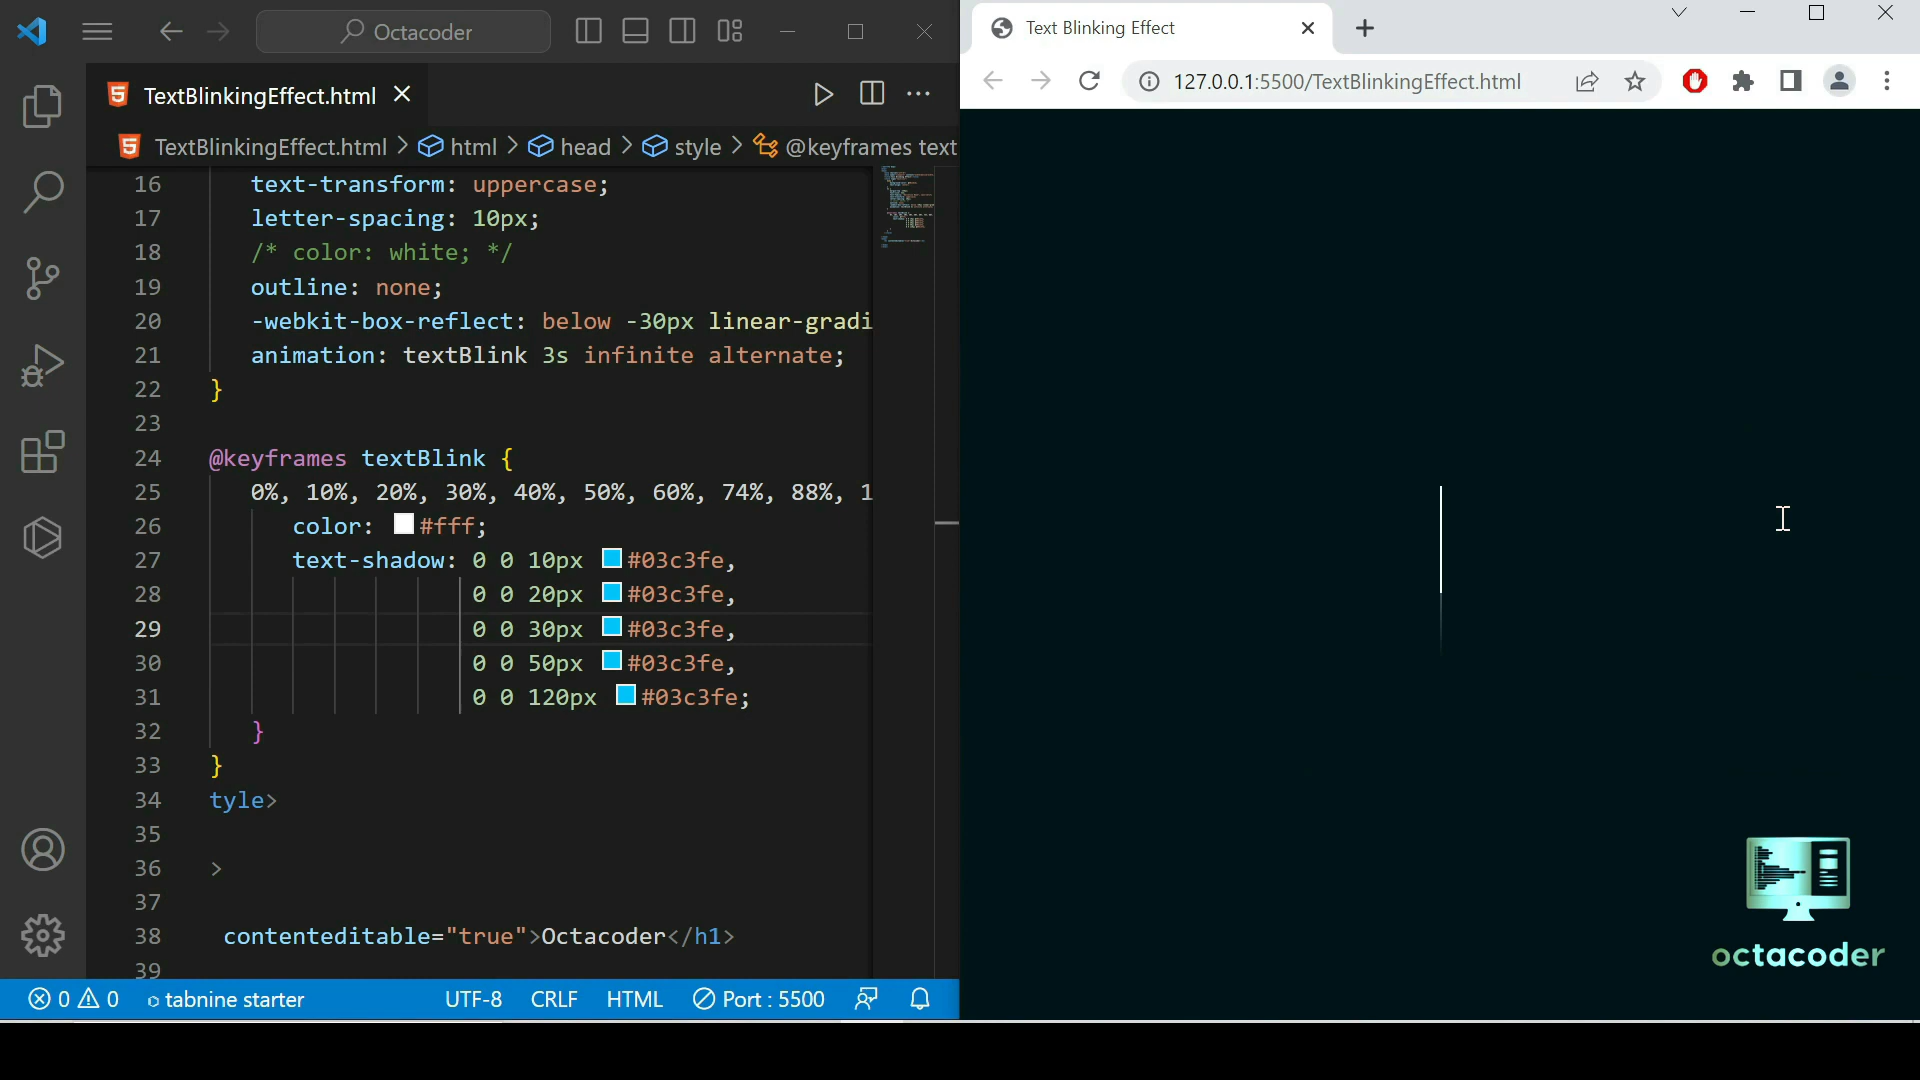 Octacoder
TextBlinkingEffect.html
TextBlinkingEffect.html > html > head > style > @keyframes text
16 text-transform: uppercase;
17 letter-spacing: 10px;
18 /* color: white; */
19 outline: none;
20 -webkit-box-reflect: below -30px linear-gradi
21 animation: textBlink 3s infinite alternate;
22 }
23
24 @keyframes textBlink {
25 0%, 10%, 20%, 30%, 40%, 50%, 60%, 74%, 88%, 1
26 color: #fff;
27 text-shadow: 0 0 10px #03c3fe,
28 0 0 20px #03c3fe,
29 0 0 30px #03c3fe,
30 0 0 50px #03c3fe,
31 0 0 120px #03c3fe;
32 }
33 }
34 tyle>
35
36 >
37
38 contenteditable="true">Octacoder</h1>
39
0 0 tabnine starter UTF-8 CRLF HTML Port : 5500
Text Blinking Effect
127.0.0.1:5500/TextBlinkingEffect.html
octacoder